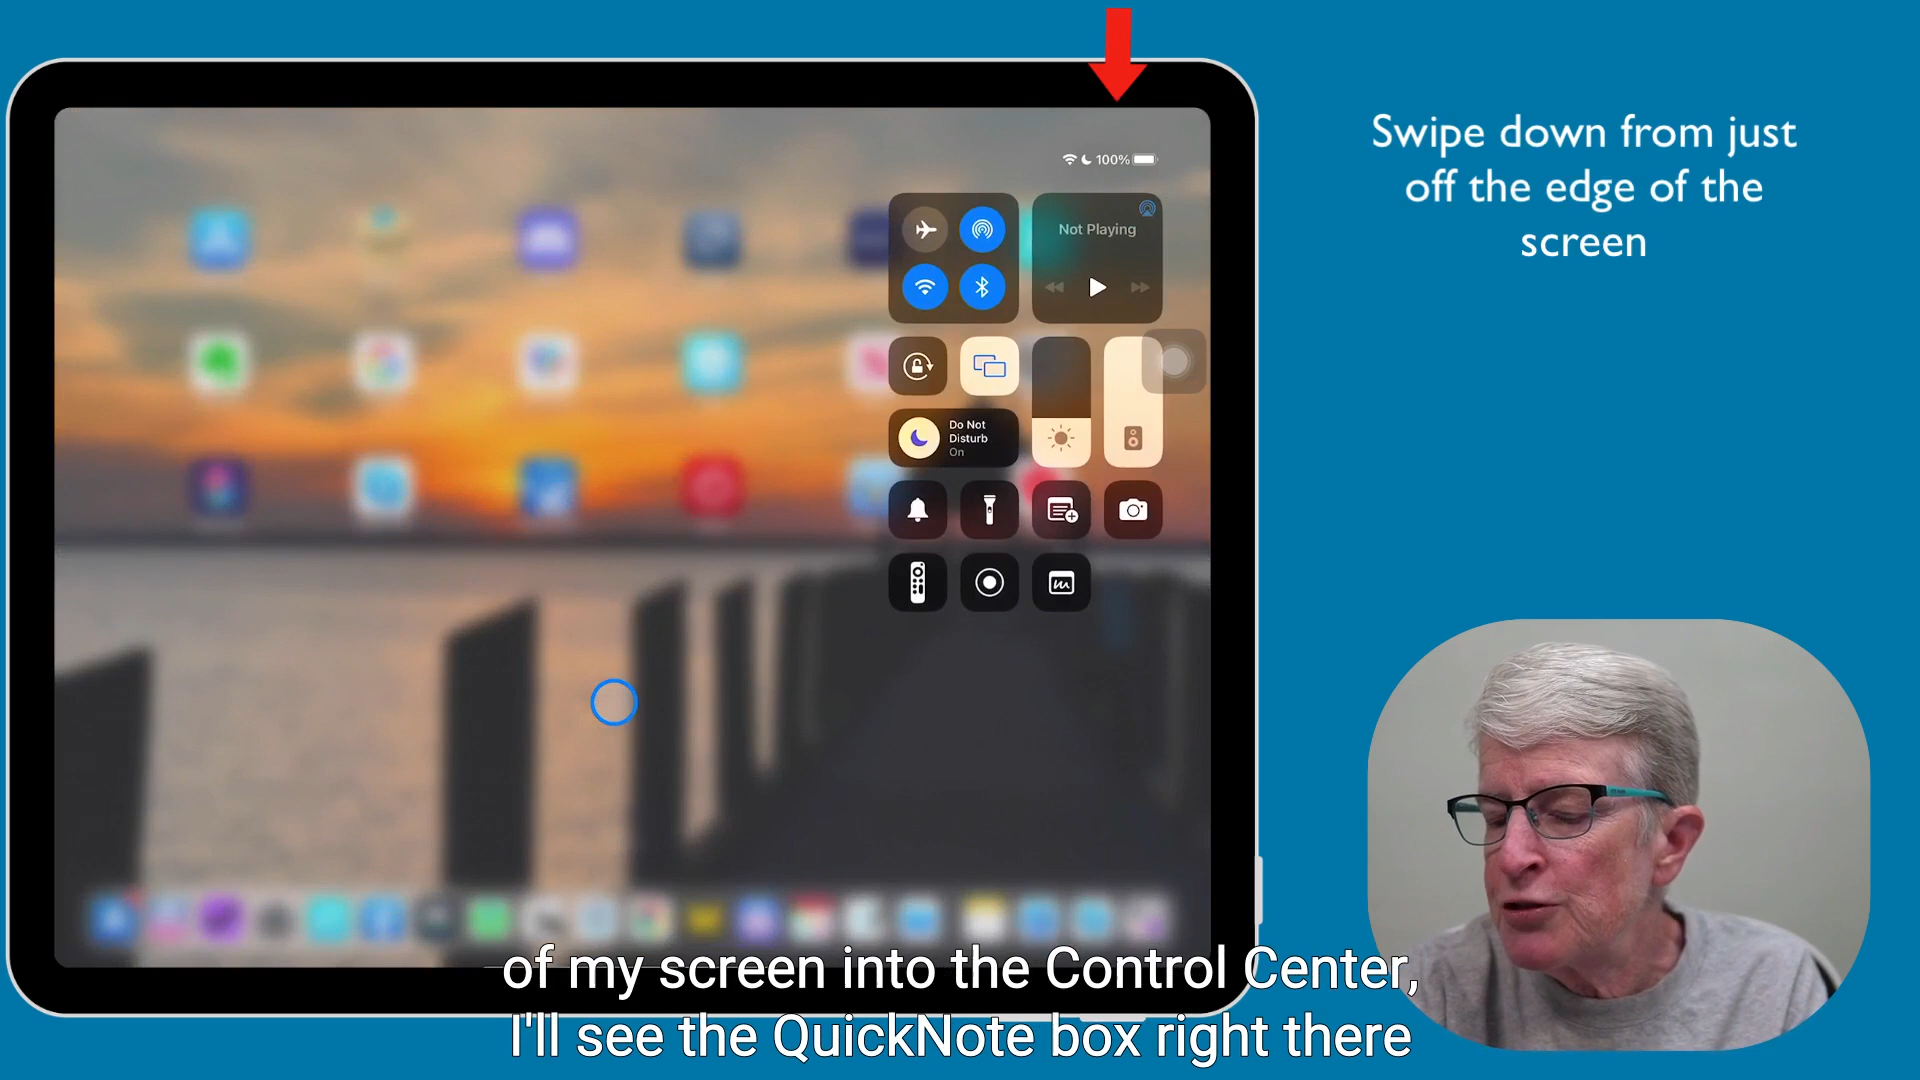 Swipe down from just
off the edge of the
screen
100%
Not Playing
Do Not
Disturb
On
of my screen into the Control Center,
I'll see the QuickNote box right there